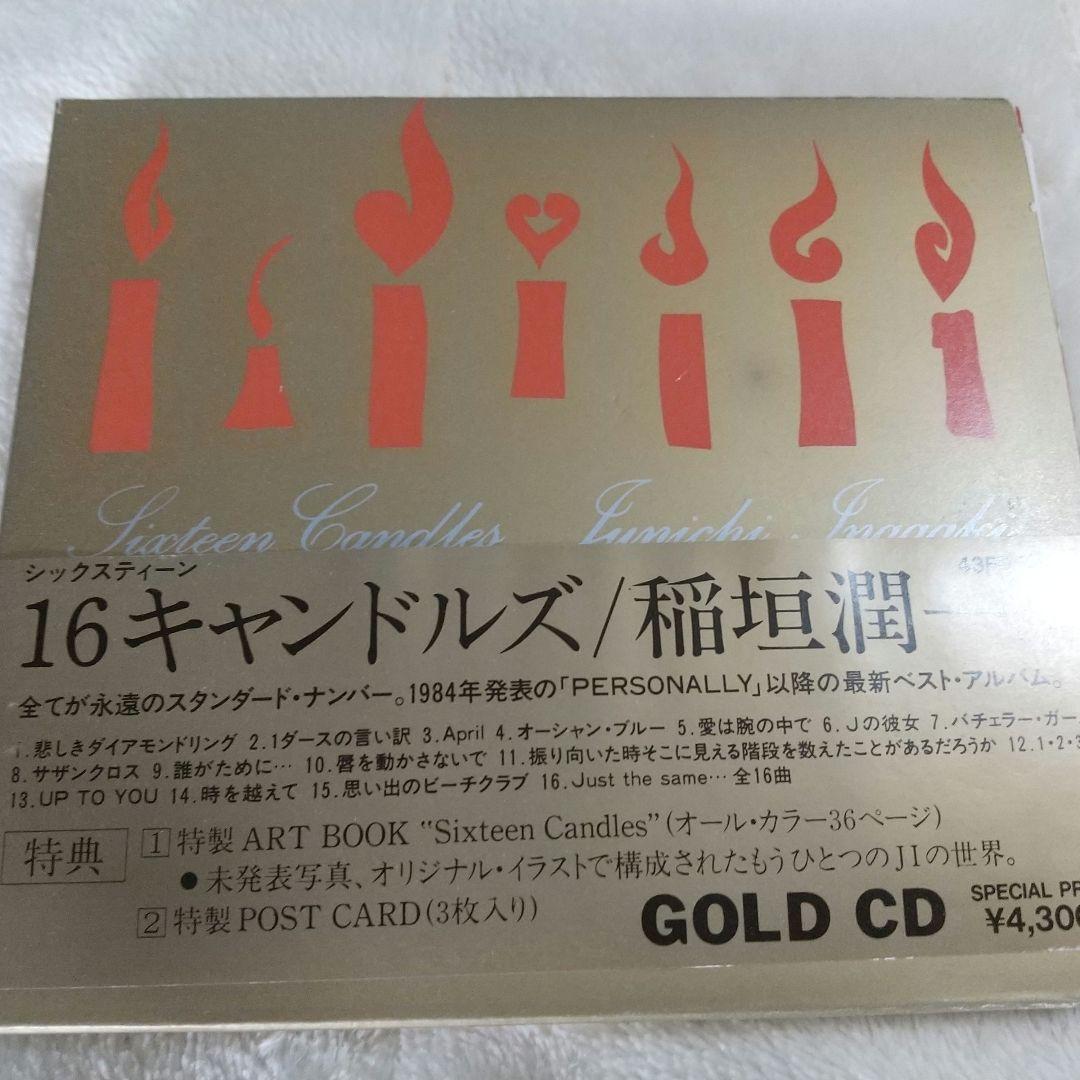 Sixteen Candles Junichi Inagaki
43F
シックスティーン
16キャンドルズ/稲垣潤一
全てが永遠のスタンダード・ナンバー。1984年発表の「PERSONALLY」以降の最新ベスト・アルバム。
1.悲しきダイアモンドリング 2.1ダースの言い訳 3.April 4.オーシャン・ブルー 5.愛は腕の中で 6.Jの彼女 7.バチェラー・ガー
8.サザンクロス 9.誰がために… 10.唇を動かさないで 11.振り向いた時そこに見える階段を数えたことがあるだろうか 12.1・2・3
13.UP TO YOU 14.時を越えて 15.思い出のビーチクラブ 16.Just the same… 全16曲
特典 1 特製 ART BOOK “Sixteen Candles”(オール・カラー36ページ)
●未発表写真、オリジナル・イラストで構成されたもうひとつのJIの世界。
2 特製POST CARD(3枚入り)
GOLD CD
SPECIAL PR
¥4,300